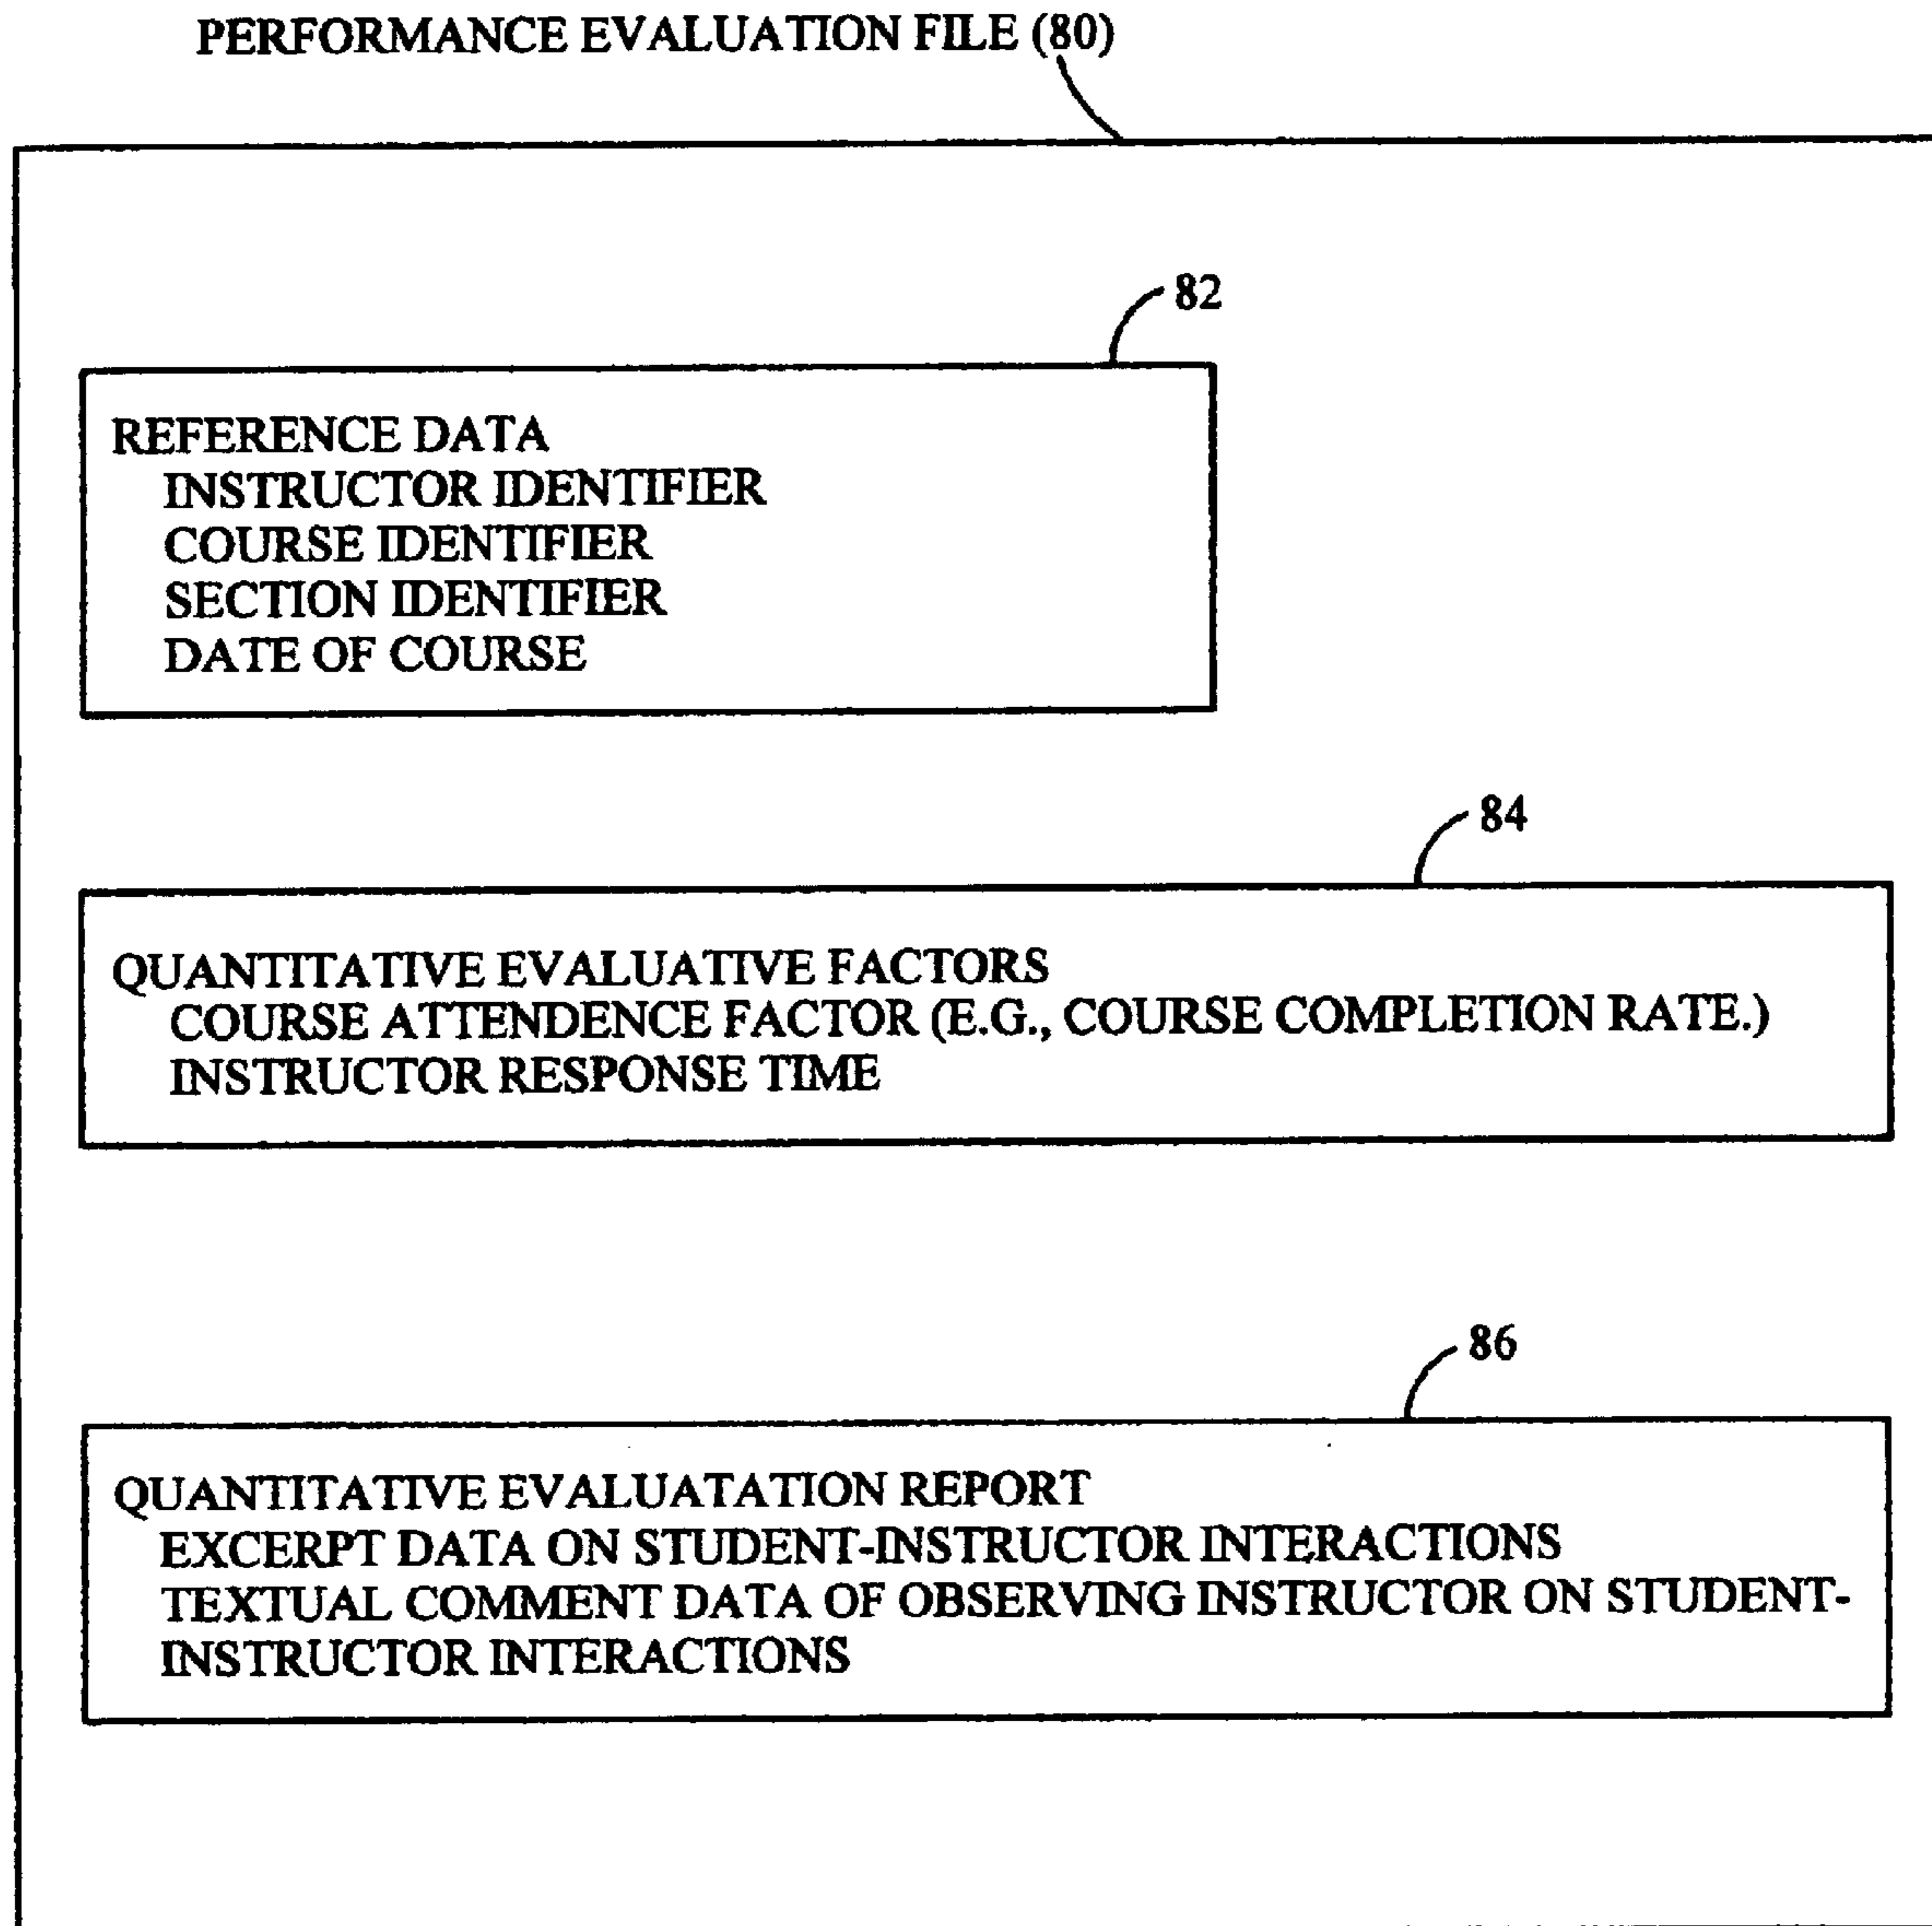 PERFORMANCE EVALUATION FILE (80)
82
REFERENCE DATA
INSTRUCTOR IDENTIFIER
COURSE IDENTIFIER
SECTION IDENTIFIER
DATE OF COURSE
84
QUANTITATIVE EVALUATIVE FACTORS
COURSE ATTENDENCE FACTOR (E.G., COURSE COMPLETION RATE.)
INSTRUCTOR RESPONSE TIME
86
QUANTITATIVE EVALUATATION REPORT
EXCERPT DATA ON STUDENT-INSTRUCTOR INTERACTIONS
TEXTUAL COMMENT DATA OF OBSERVING INSTRUCTOR ON STUDENT-
INSTRUCTOR INTERACTIONS